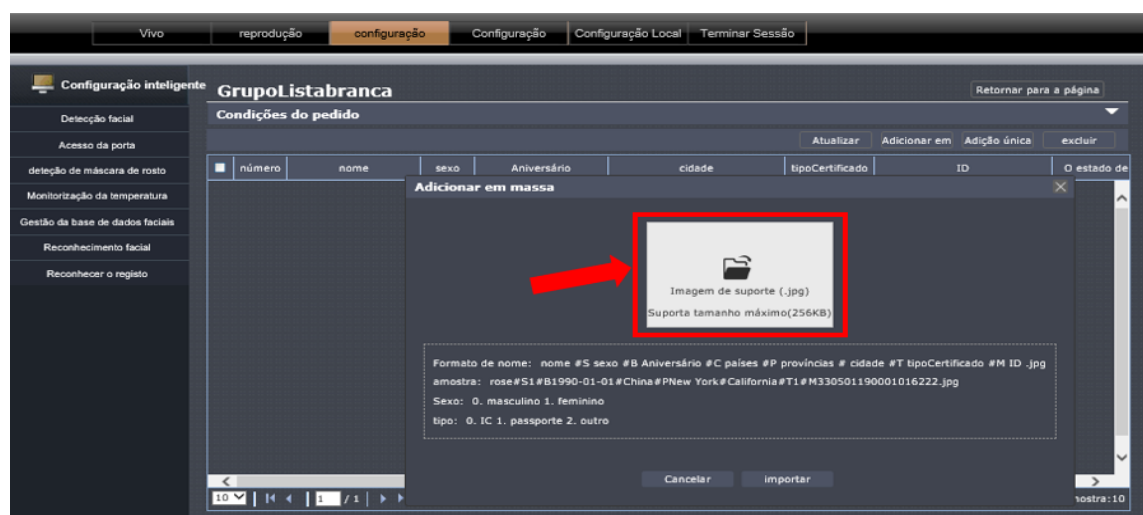 Vivo reprodução configuração Configuração Configuração Local Terminar Sessão
Configuração inteligente
GrupoListabranca
Retornar para a página
Detecção facial
Condições do pedido
Acesso da porta
Atualizar Adicionar em Adição única excluir
deteção de máscara de rosto
número nome sexo Aniversário cidade tipoCertificado ID O estado de
Monitorização da temperatura
Adicionar em massa
Gestão da base de dados faciais
Reconhecimento facial
Reconhecer o registo
Imagem de suporte (.jpg)
Suporta tamanho máximo(256KB)
Formato de nome: nome #S sexo #B Aniversário #C países #P províncias # cidade #T tipoCertificado #M ID .jpg
amostra: rose#S1#B1990-01-01#China#PNew York#California#T1#M330501190001016222.jpg
Sexo: 0. masculino 1. feminino
tipo: 0. IC 1. passporte 2. outro
Cancelar importar
10 1 / 1 nostra:10